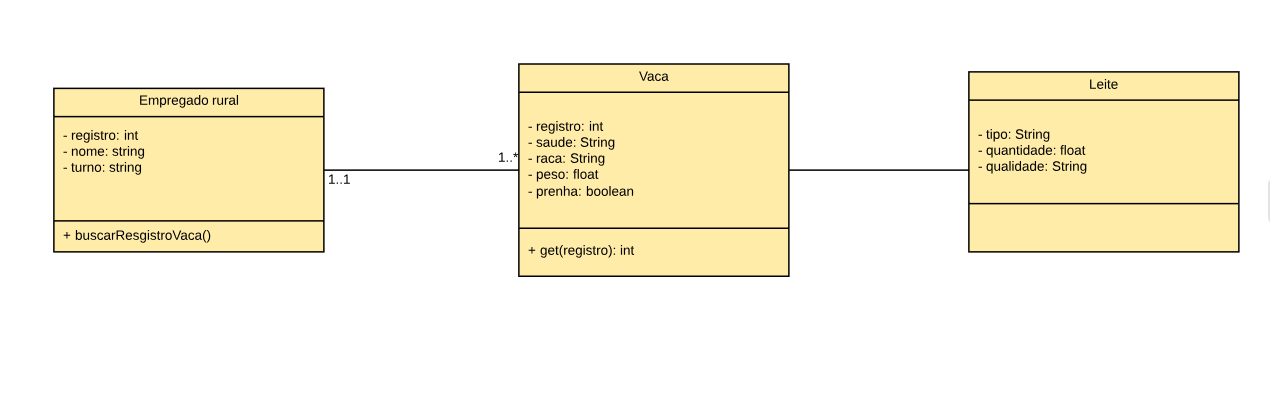 Empregado rural
- registro: int
- nome: string
- turno: string
+ buscarResgistroVaca()
1..1
1..*
Vaca
- registro: int
- saude: String
- raca: String
- peso: float
- prenha: boolean
+ get(registro): int
Leite
- tipo: String
- quantidade: float
- qualidade: String